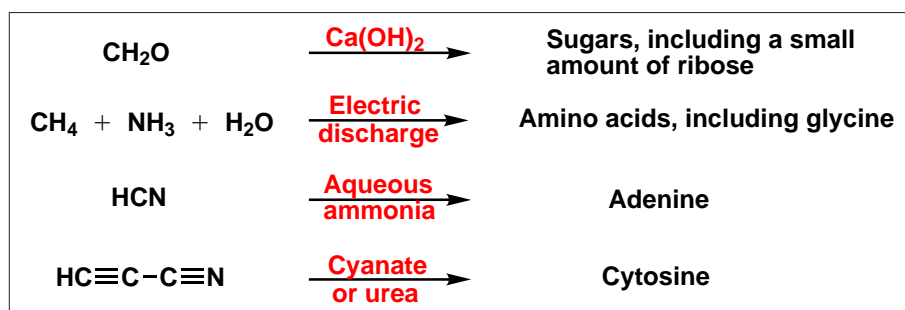 CH₂O Ca(OH)₂ Sugars, including a small
amount of ribose
CH₄ + NH₃ + H₂O Electric
discharge Amino acids, including glycine
HCN Aqueous
ammonia Adenine
HC≡C–C≡N Cyanate
or urea Cytosine